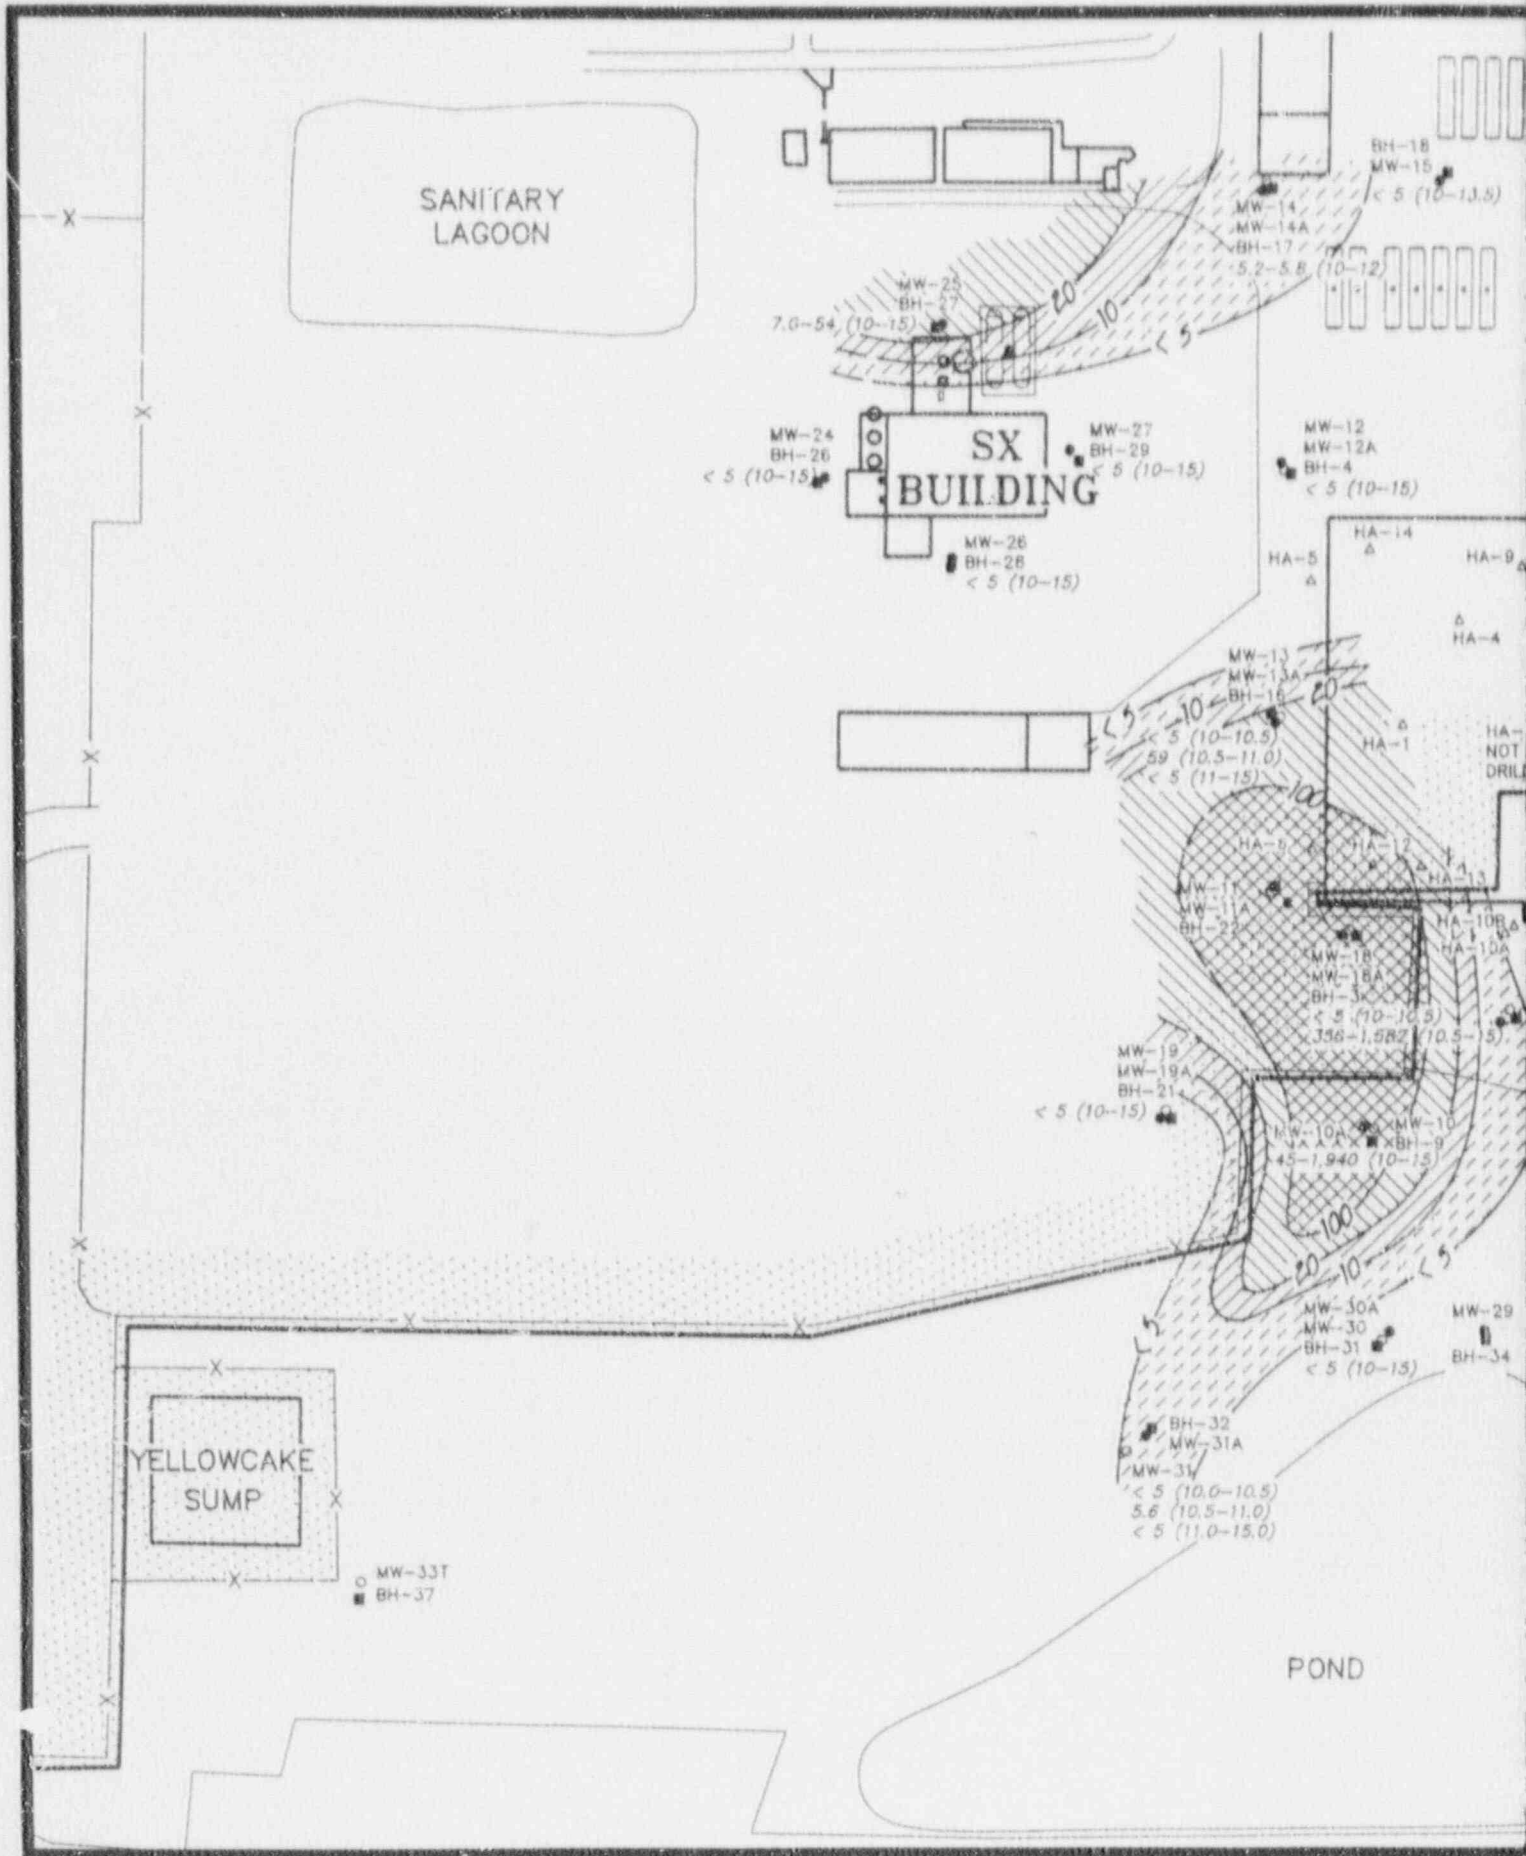 SANITARY
LAGOON
BH-18
MW-15
< 5 (10-13.5)
MW-14
MW-14A
BH-17
5.2-5.8 (10-12)
MW-25
BH-27
7.0-54 (10-15)
20
10
< 5
MW-24
BH-26
< 5 (10-15)
SX
BUILDING
MW-27
BH-29
< 5 (10-15)
MW-12
MW-12A
BH-4
< 5 (10-15)
MW-26
BH-28
< 5 (10-15)
HA-14
HA-5
HA-9
HA-4
MW-13
MW-13A
BH-16
< 5
10
20
< 5 (10-10.5)
59 (10.5-11.0)
< 5 (11-15)
HA-1
HA-
NOT
DRIL
100
HA-6
HA-12
HA-13
MW-11
MW-11A
BH-22
HA-10B
HA-10A
MW-18
MW-18A
BH-3
< 5 (10-10.5)
356-1,582 (10.5-15)
MW-19
MW-19A
BH-21
< 5 (10-15)
MW-10A
MW-10
BH-9
45-1,940 (10-15)
100
20
10
< 5
< 5
MW-30A
MW-30
BH-31
< 5 (10-15)
MW-29
BH-34
BH-32
MW-31A
MW-31
< 5 (10.0-10.5)
5.6 (10.5-11.0)
< 5 (11.0-15.0)
YELLOWCAKE
SUMP
MW-33T
BH-37
POND